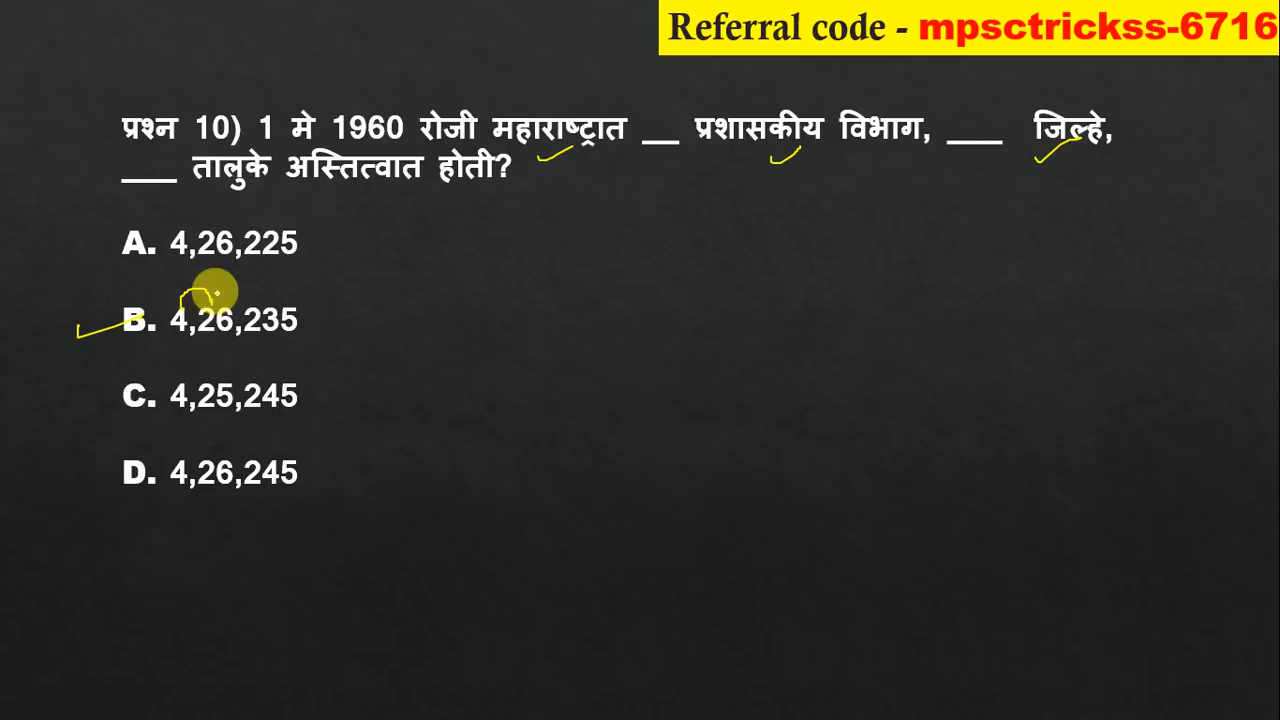 Referral code - mpsctrickss-6716
प्रश्न 10) 1 मे 1960 रोजी महाराष्ट्रात __ प्रशासकीय विभाग, ___ जिल्हे,
___ तालुके अस्तित्वात होती?
A. 4,26,225
B. 4,26,235
C. 4,25,245
D. 4,26,245